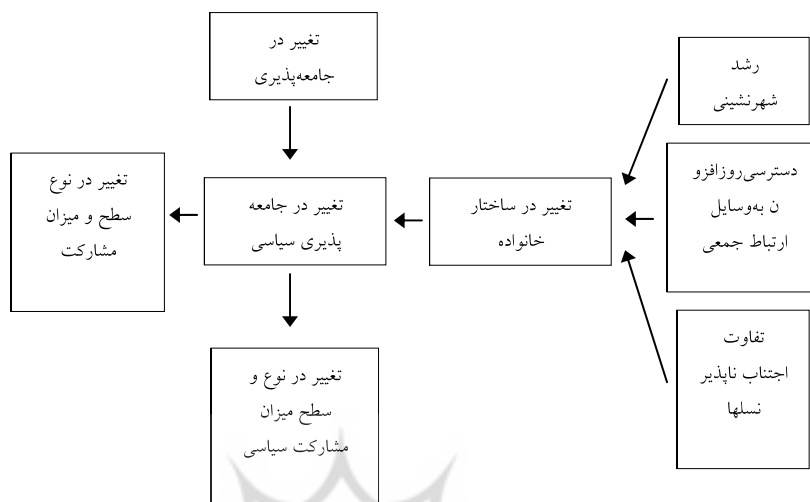 تغییر در
جامعه‌پذیری
رشد
شهرنشینی
دسترسی‌روزافزو
ن به‌وسایل
ارتباط جمعی
تغییر در ساختار
خانواده
تغییر در جامعه
پذیری سیاسی
تغییر در نوع
سطح و میزان
مشارکت
تفاوت
اجتناب ناپذیر
نسلها
تغییر در نوع و
سطح میزان
مشارکت سیاسی